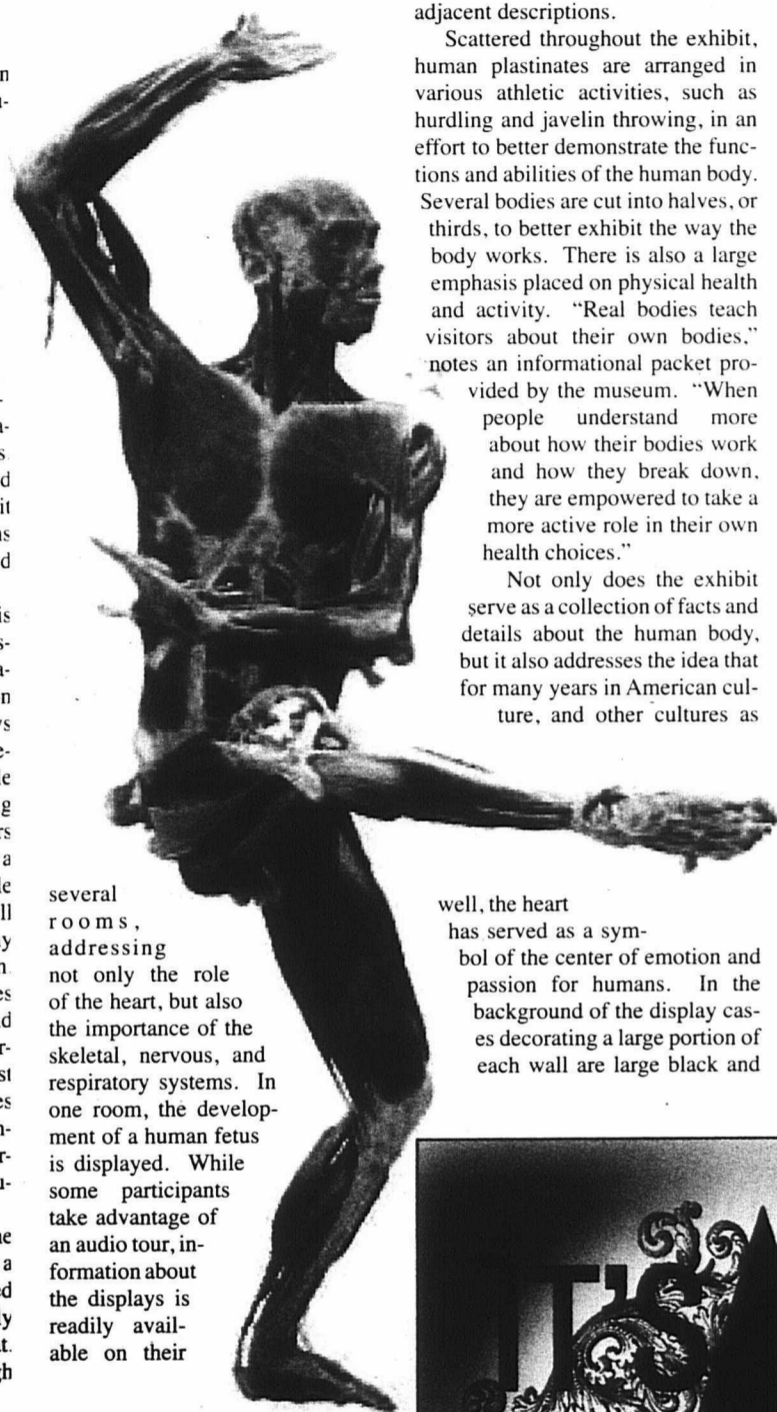 several
rooms,
addressing
not only the role
of the heart, but also
the importance of the
skeletal, nervous, and
respiratory systems. In
one room, the develop-
ment of a human fetus
is displayed. While
some participants
take advantage of
an audio tour, in-
formation about
the displays is
readily avail-
able on their
adjacent descriptions.
Scattered throughout the exhibit,
human plastinates are arranged in
various athletic activities, such as
hurdling and javelin throwing, in an
effort to better demonstrate the func-
tions and abilities of the human body.
Several bodies are cut into halves, or
thirds, to better exhibit the way the
body works. There is also a large
emphasis placed on physical health
and activity. "Real bodies teach
visitors about their own bodies,"
notes an informational packet pro-
vided by the museum. "When
people understand more
about how their bodies work
and how they break down,
they are empowered to take a
more active role in their own
health choices."
Not only does the exhibit
serve as a collection of facts and
details about the human body,
but it also addresses the idea that
for many years in American cul-
ture, and other cultures as
well, the heart
has served as a sym-
bol of the center of emotion and
passion for humans. In the
background of the display cas-
es decorating a large portion of
each wall are large black and
IT'S